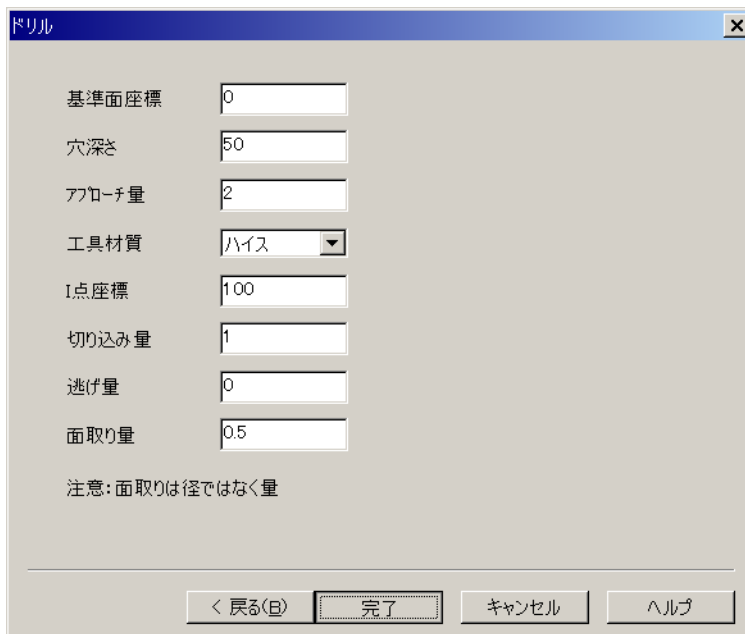 ドリル
基準面座標 0
穴深さ 50
アプローチ量 2
工具材質 ハイス
I点座標 100
切り込み量 1
逃げ量 0
面取り量 0.5
注意：面取りは径ではなく量
< 戻る(B) 完了 キャンセル ヘルプ